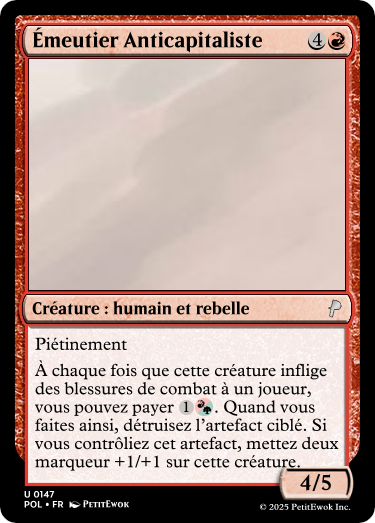 Émeutier Anticapitaliste 4
Créature : humain et rebelle
Piétinement
À chaque fois que cette créature inflige
des blessures de combat à un joueur,
vous pouvez payer 1 . Quand vous
faites ainsi, détruisez l'artefact ciblé. Si
vous contrôliez cet artefact, mettez deux
marqueur +1/+1 sur cette créature.
4/5
U 0147
POL • FR PetitEwok
© 2025 PetitEwok Inc.